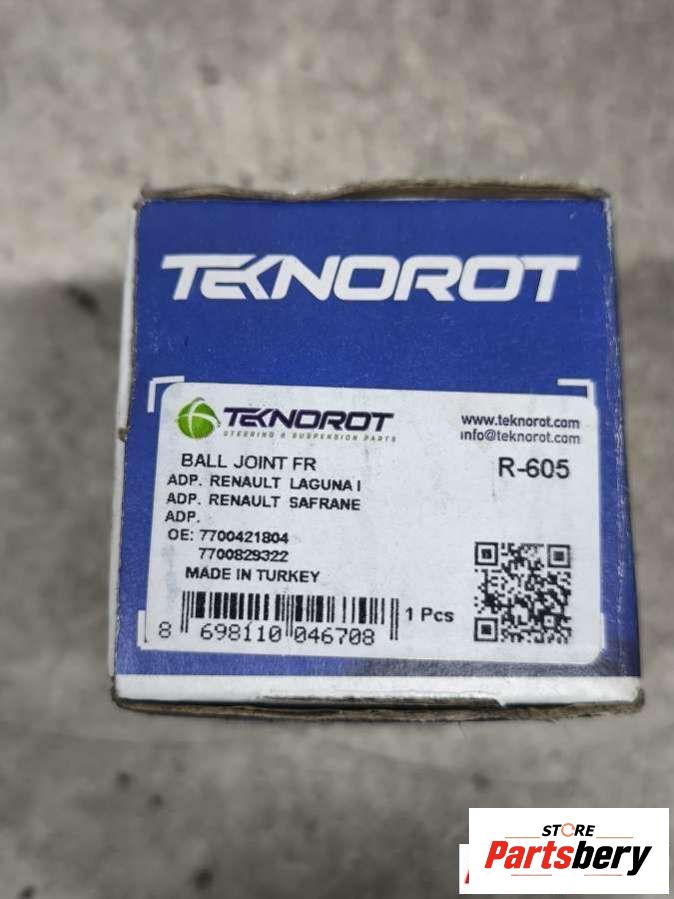 TEKNOROT
TEKNOROT
STEERING & SUSPENSION PARTS
www.teknorot.com
info@teknorot.com
BALL JOINT FR
R-605
ADP. RENAULT LAGUNA I
ADP. RENAULT SAFRANE
ADP.
OE: 7700421804
7700829322
MADE IN TURKEY
1 Pcs
8 698110 046708
STORE
Partsbery